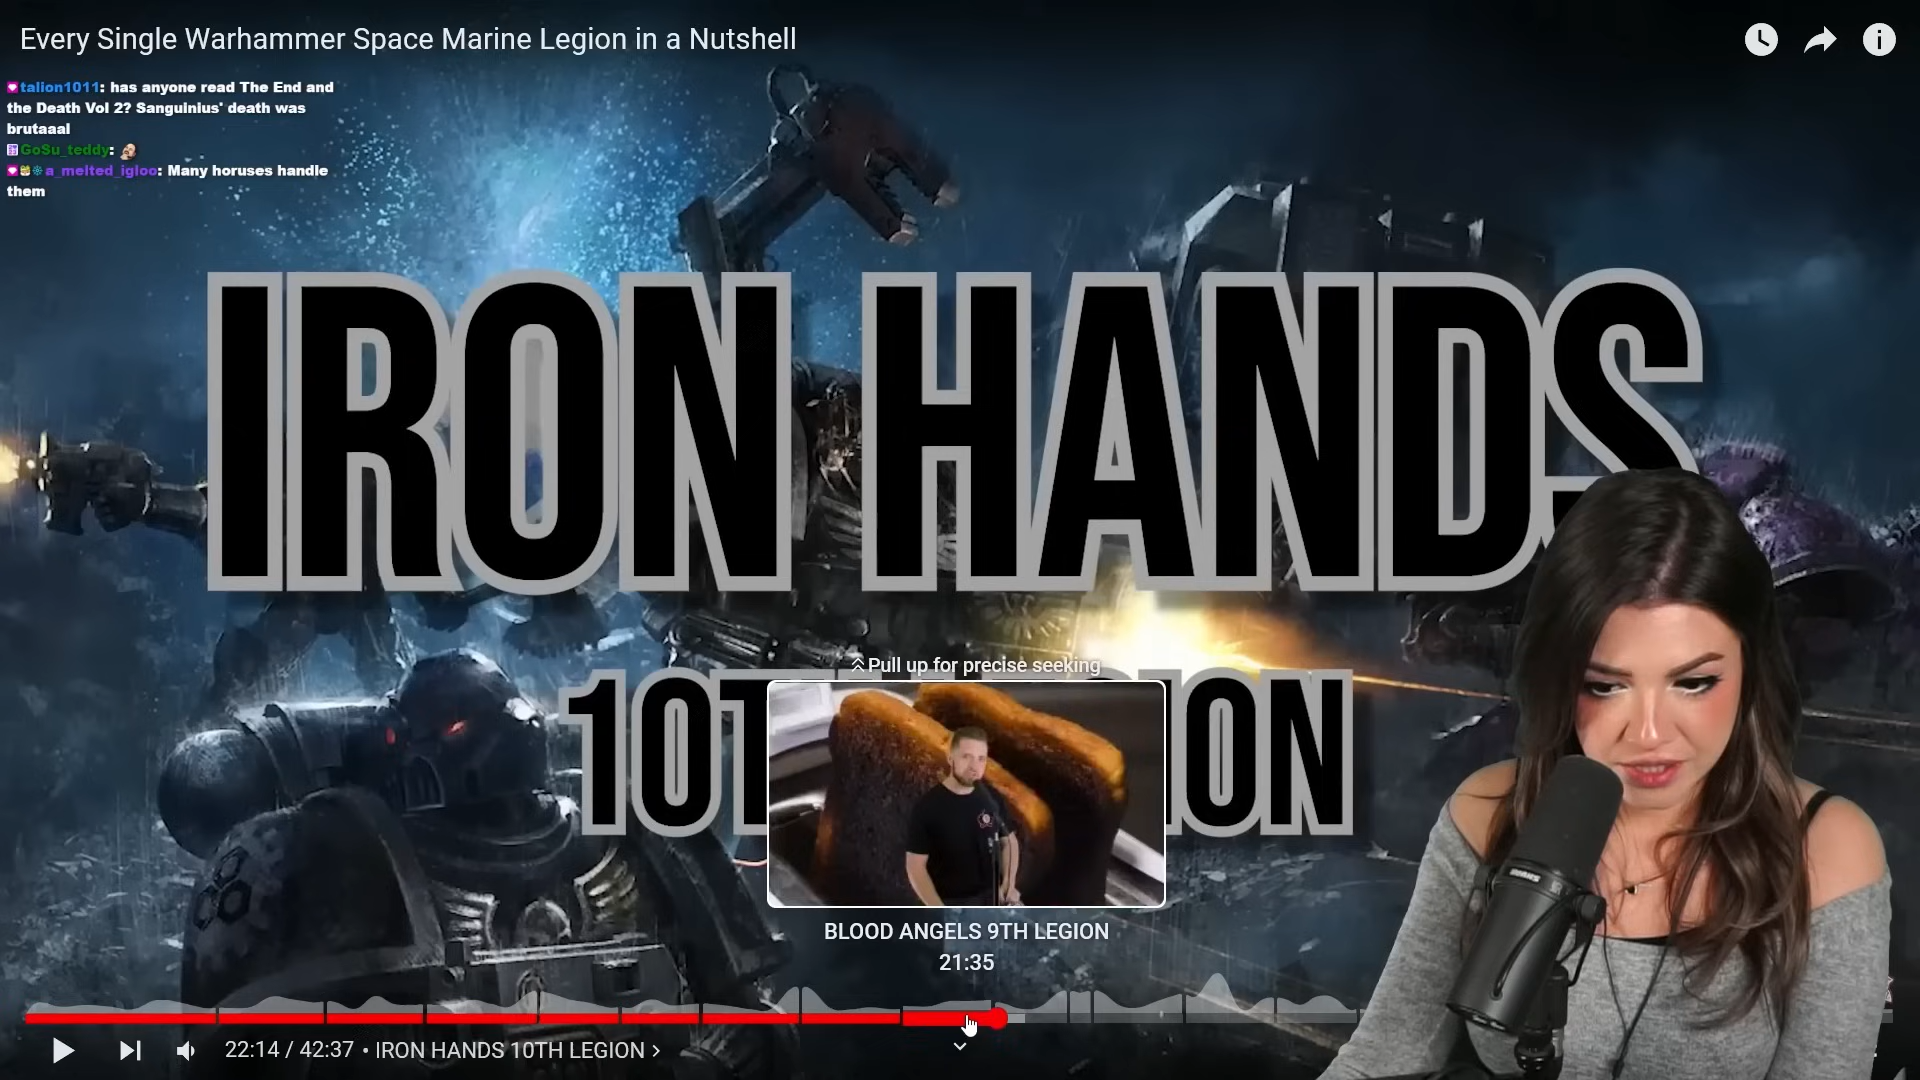 Every Single Warhammer Space Marine Legion in a Nutshell
talion1011: has anyone read The End and
the Death Vol 2? Sanguinius' death was
brutaaal
GoSu_teddy:
a_melted_igloo: Many horuses handle
them
IRON HANDS
Pull up for precise seeking
BLOOD ANGELS 9TH LEGION
21:35
22:14 / 42:37 • IRON HANDS 10TH LEGION